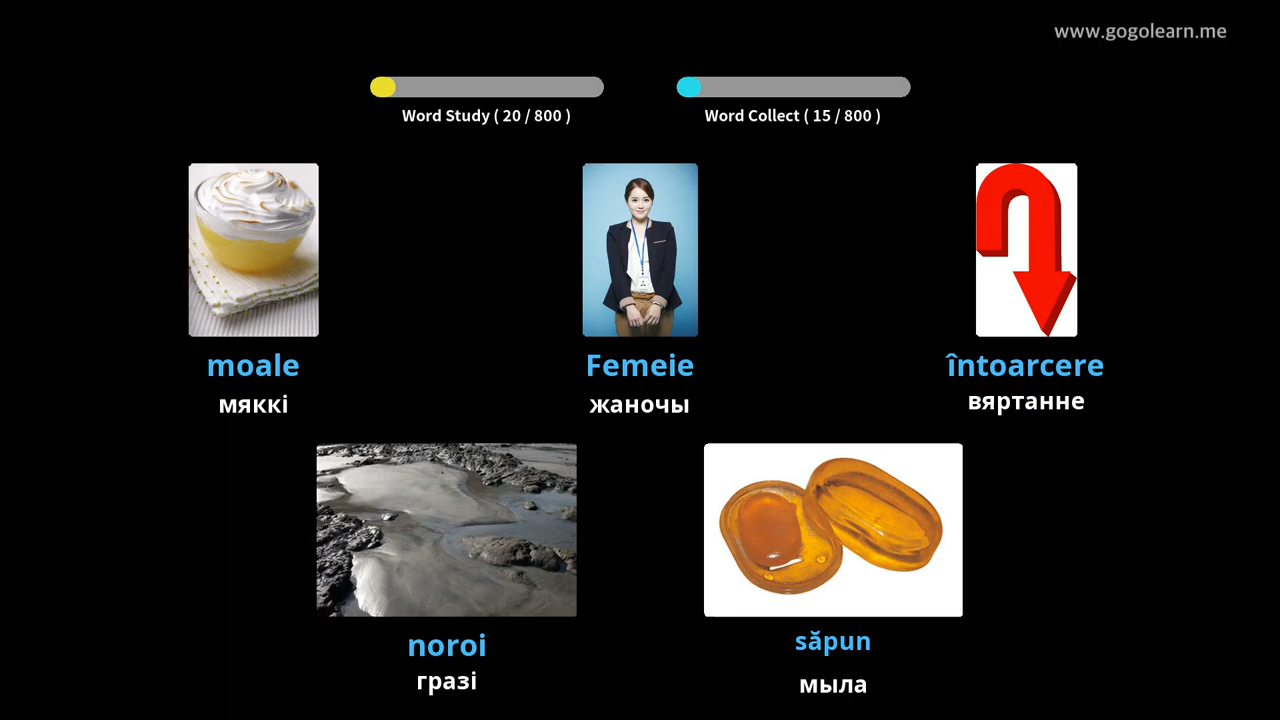 www.gogolearn.me
Word Study ( 20 / 800 )
Word Collect ( 15 / 800 )
moale
мяккі
Femeie
жаночы
întoarcere
вяртанне
noroi
гразі
săpun
мыла